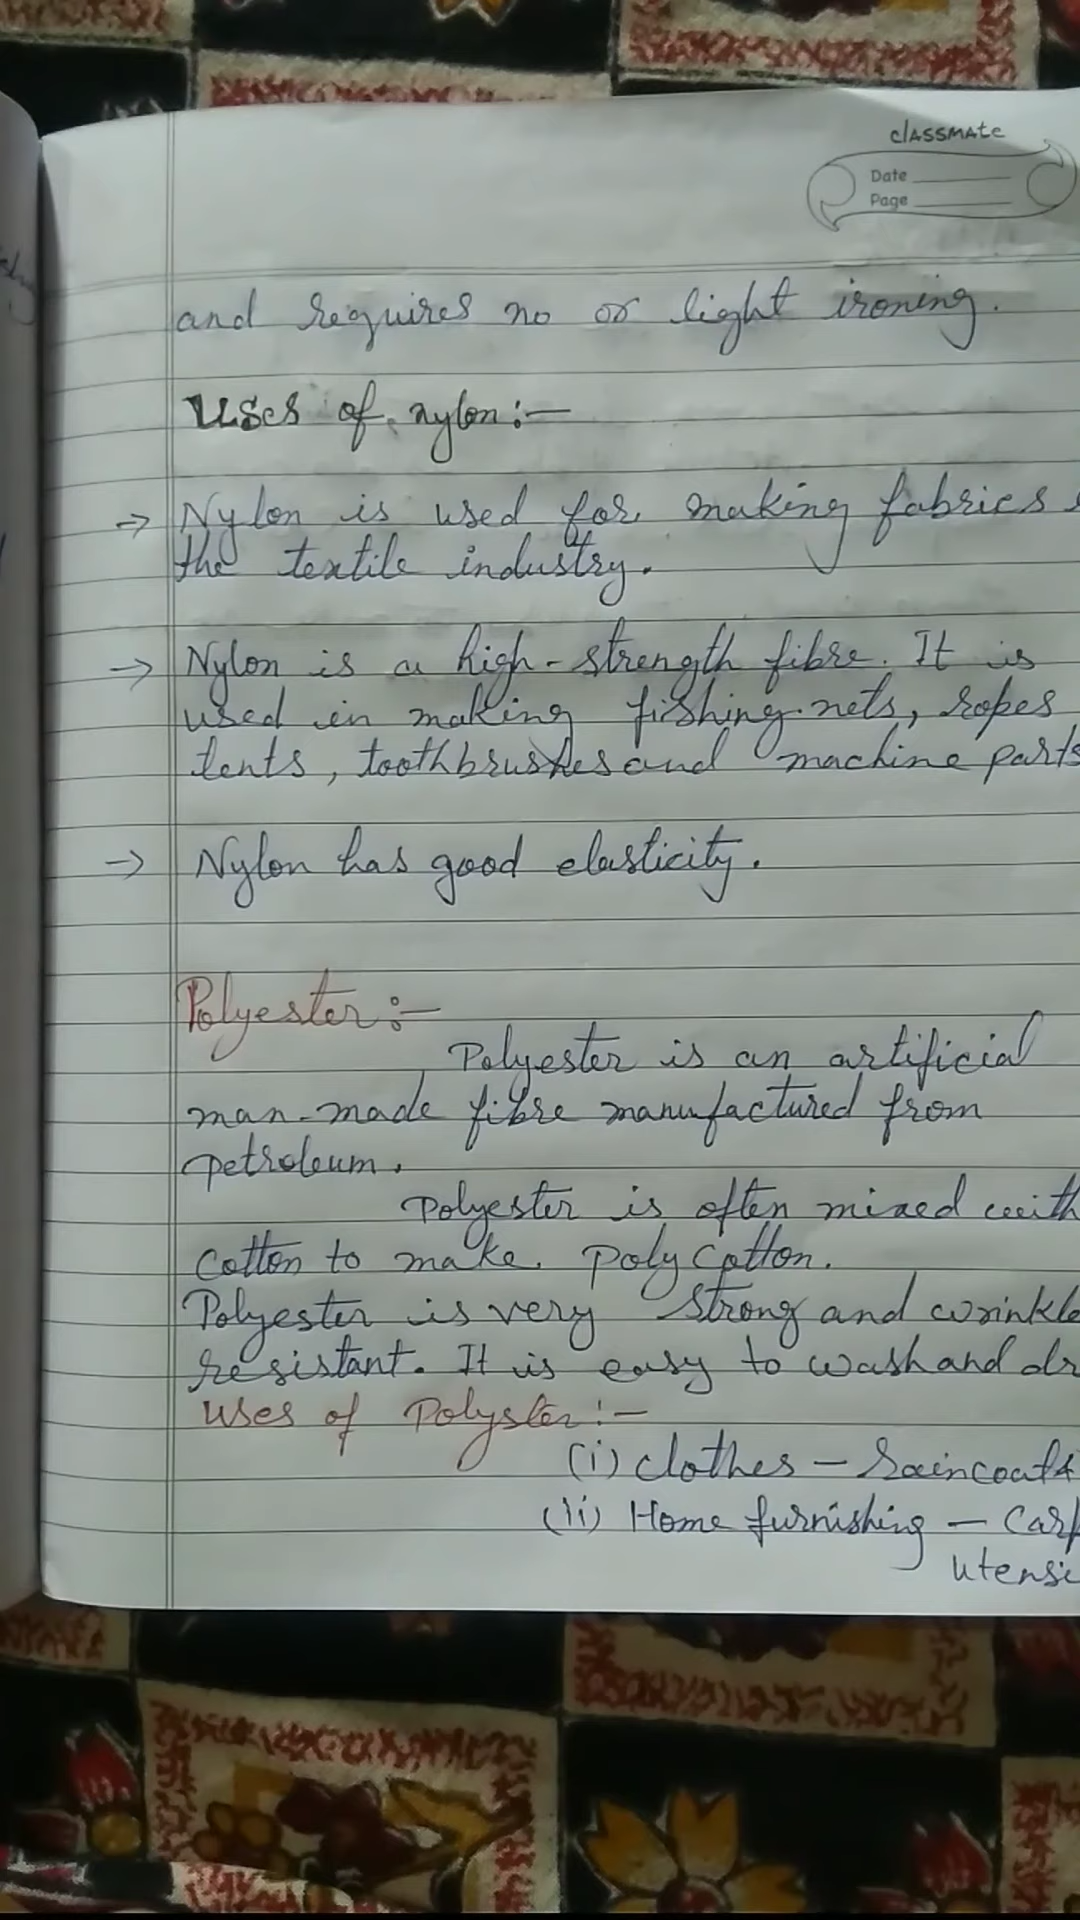 classmate
Date
Page
and requires no or light ironing.
Uses of nylon:-
→ Nylon is used for making fabrics
the textile industry.
→ Nylon is a high-strength fibre. It is
used in making fishing nets, ropes,
tents, toothbrushes and machine parts
→ Nylon has good elasticity.
Polyester:-
Polyester is an artificial
man-made fibre manufactured from
petroleum.
Polyester is often mixed with
Cotton to make Poly Cotton.
Polyester is very strong and wrinkle
resistant. It is easy to wash and
Uses of Polyster:-
(i) Clothes - Raincoat
(ii) Home furnishing -